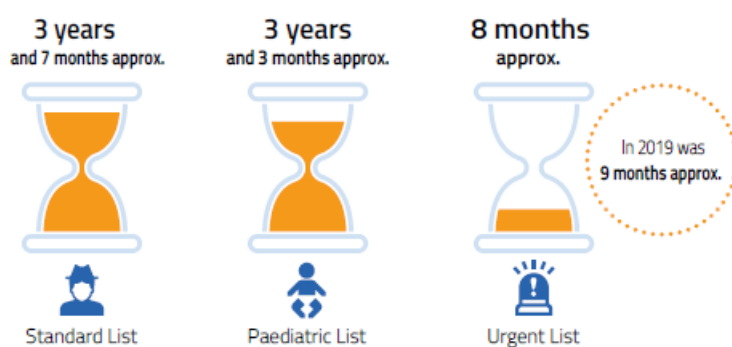 3 years
and 7 months approx.
3 years
and 3 months approx.
8 months
approx.
In 2019 was
9 months approx.
!
Standard List
Paediatric List
Urgent List